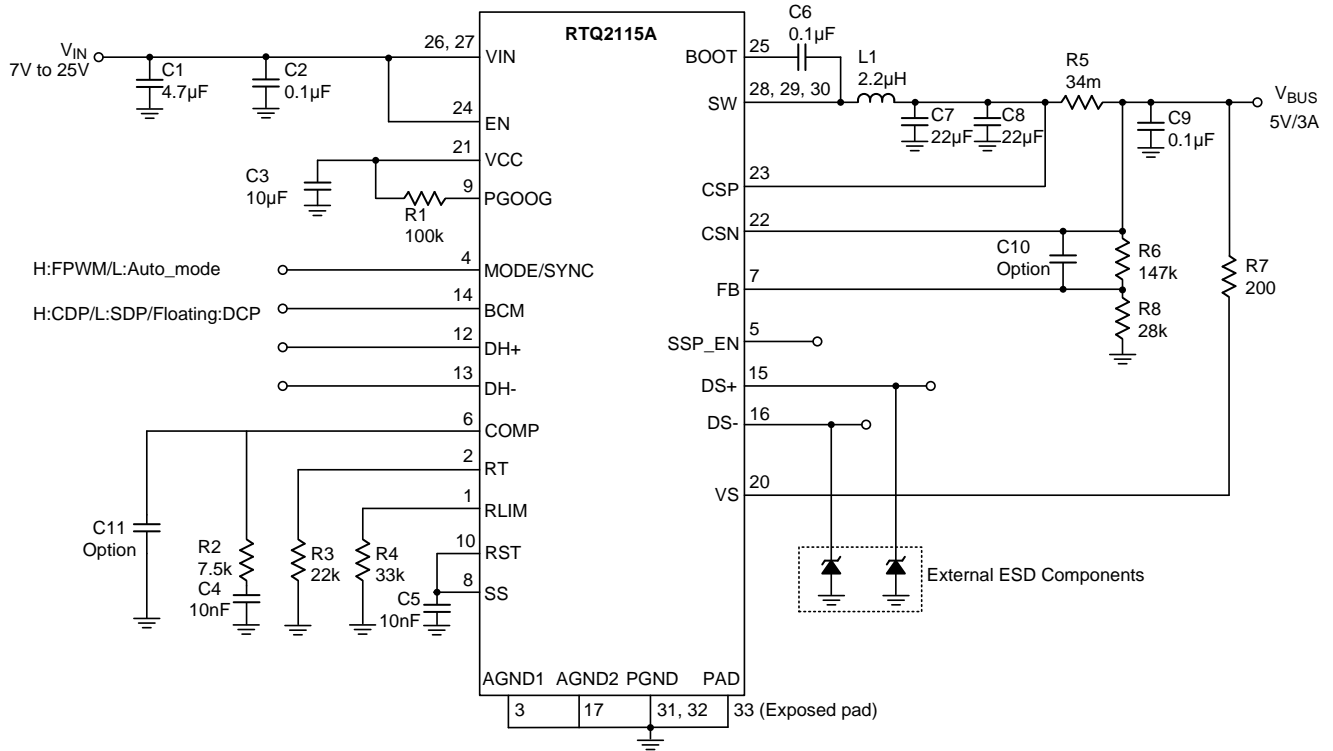 RTQ2115A
VIN
7V to 25V
C1
4.7µF
C2
0.1µF
26, 27
VIN
24
EN
21
VCC
C3
10µF
9
PGOOG
R1
100k
H:FPWM/L:Auto_mode
4
MODE/SYNC
H:CDP/L:SDP/Floating:DCP
14
BCM
12
DH+
13
DH-
6
COMP
2
RT
1
RLIM
10
RST
8
SS
C11
Option
R2
7.5k
C4
10nF
R3
22k
R4
33k
C5
10nF
BOOT
25
C6
0.1µF
SW
28, 29, 30
L1
2.2µH
C7
22µF
C8
22µF
R5
34m
C9
0.1µF
VBUS
5V/3A
CSP
23
CSN
22
C10
Option
R6
147k
R7
200
FB
7
R8
28k
SSP_EN
5
DS+
15
DS-
16
VS
20
External ESD Components
AGND1
AGND2
PGND
PAD
3
17
31, 32
33 (Exposed pad)